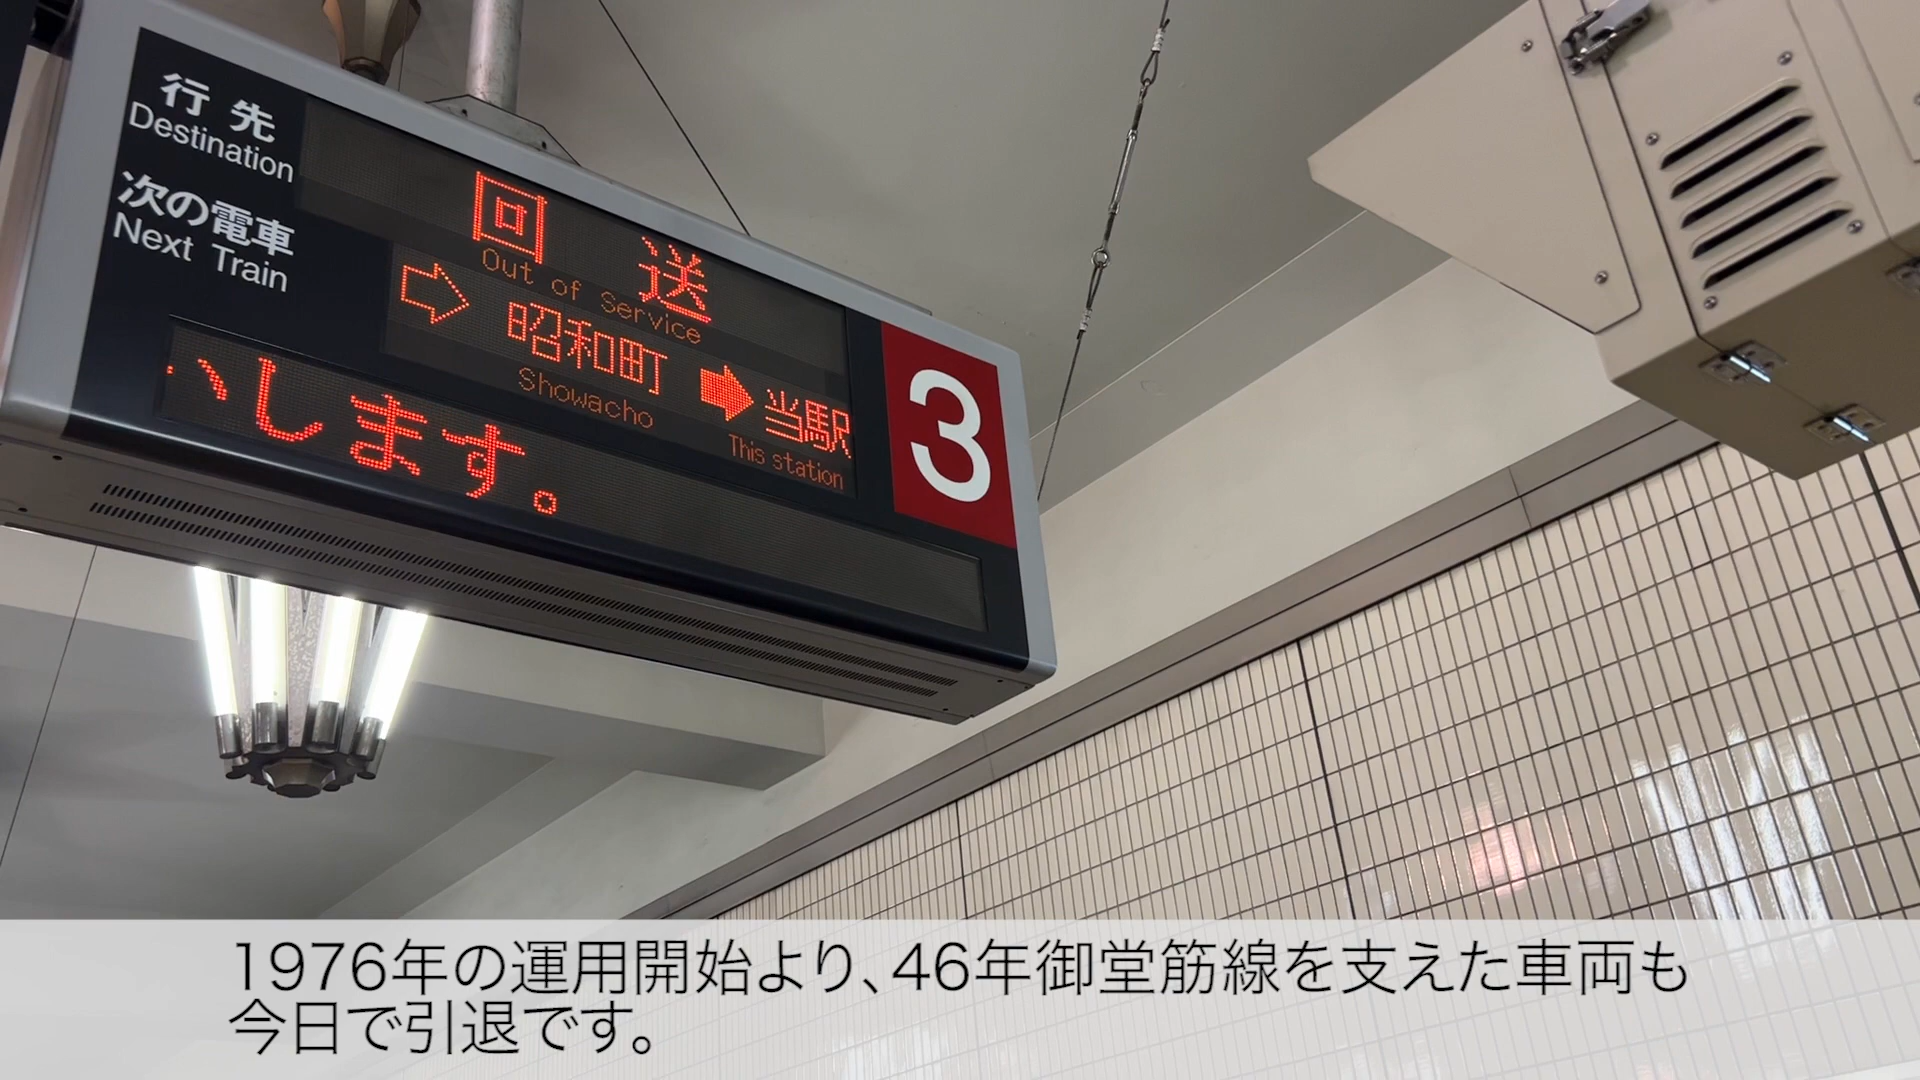 行先
Destination
次の電車
Next Train
回送
Out of Service
昭和町
Showacho
当駅
This station
いします。
3
1976年の運用開始より、46年御堂筋線を支えた車両も
今日で引退です。